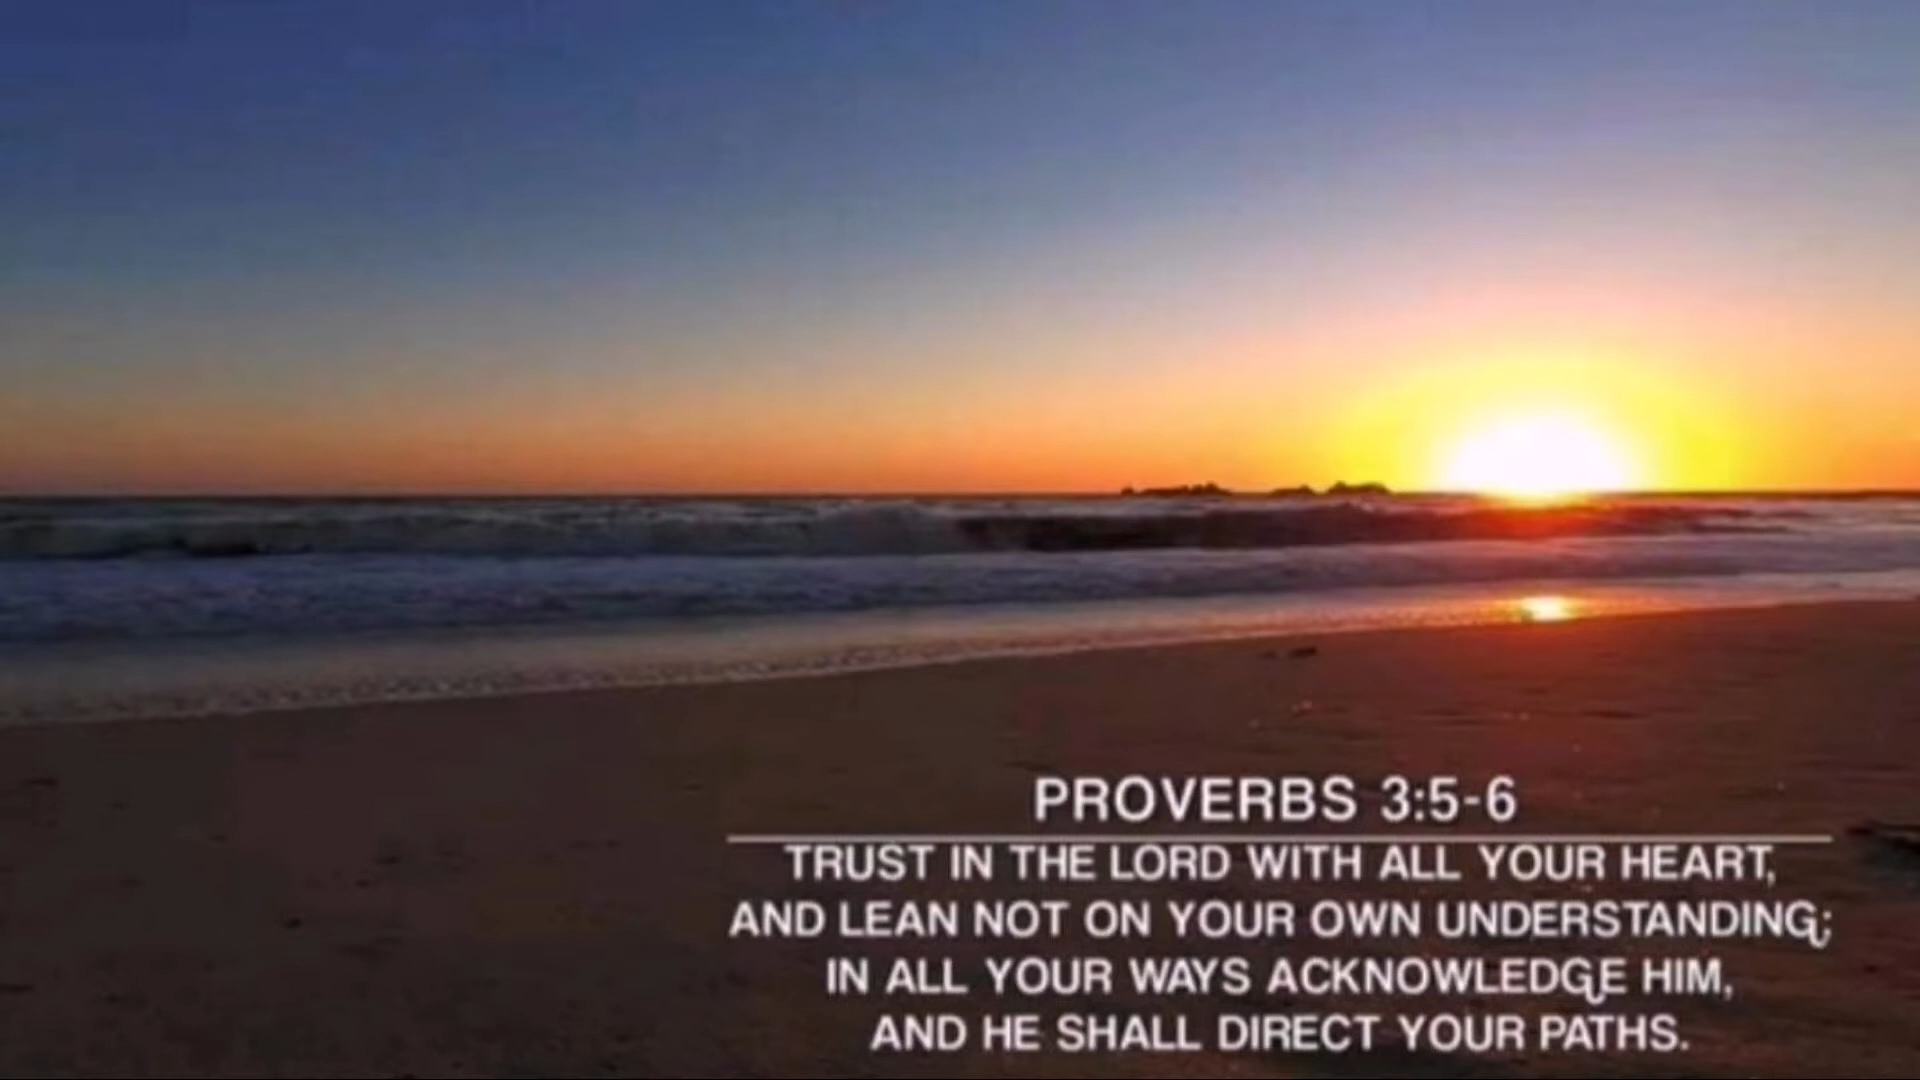 PROVERBS 3:5-6
TRUST IN THE LORD WITH ALL YOUR HEART,
AND LEAN NOT ON YOUR OWN UNDERSTANDING;
IN ALL YOUR WAYS ACKNOWLEDGE HIM,
AND HE SHALL DIRECT YOUR PATHS.